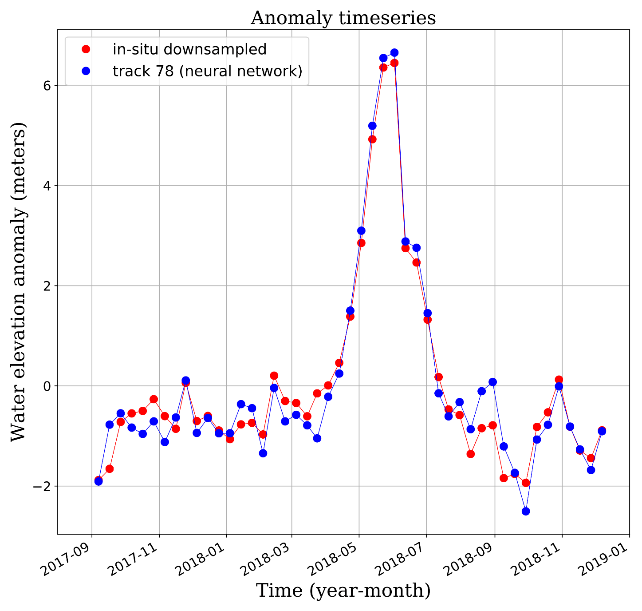 Anomaly timeseries
in-situ downsampled
track 78 (neural network)
Water elevation anomaly (meters)
6
4
2
0
−2
2017-09
2017-11
2018-01
2018-03
2018-05
2018-07
2018-09
2018-11
2019-01
Time (year-month)